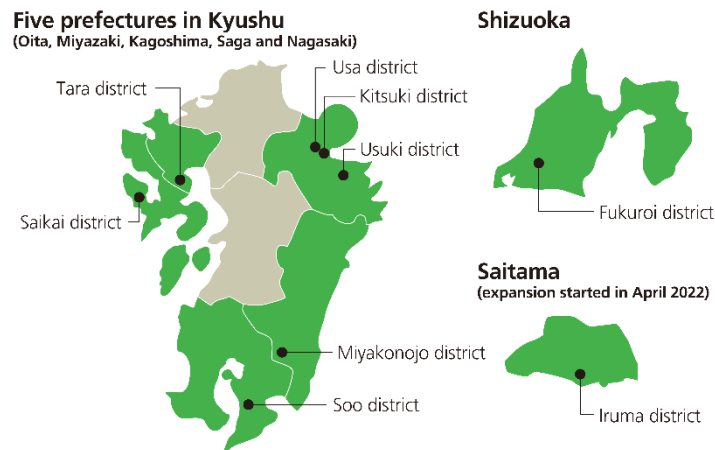 Five prefectures in Kyushu
(Oita, Miyazaki, Kagoshima, Saga and Nagasaki)
Usa district
Tara district
Kitsuki district
Usuki district
Saikai district
Miyakonojo district
Soo district
Shizuoka
Fukuroi district
Saitama
(expansion started in April 2022)
Iruma district